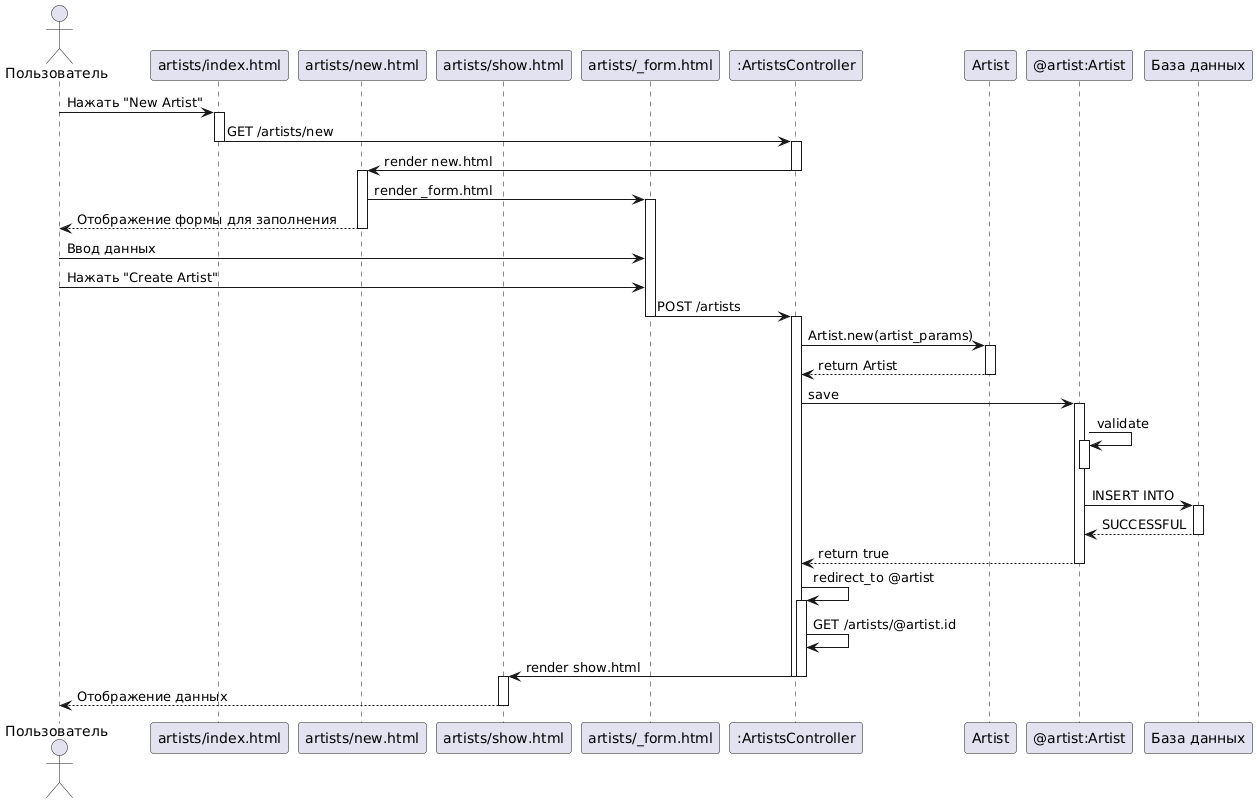 Пользователь
artists/index.html
artists/new.html
artists/show.html
artists/_form.html
:ArtistsController
Artist
@artist:Artist
База данных
Нажать "New Artist"
GET /artists/new
render new.html
render _form.html
Отображение формы для заполнения
Ввод данных
Нажать "Create Artist"
POST /artists
Artist.new(artist_params)
return Artist
save
validate
INSERT INTO
SUCCESSFUL
return true
redirect_to @artist
GET /artists/@artist.id
render show.html
Отображение данных
Пользователь
artists/index.html
artists/new.html
artists/show.html
artists/_form.html
:ArtistsController
Artist
@artist:Artist
База данных